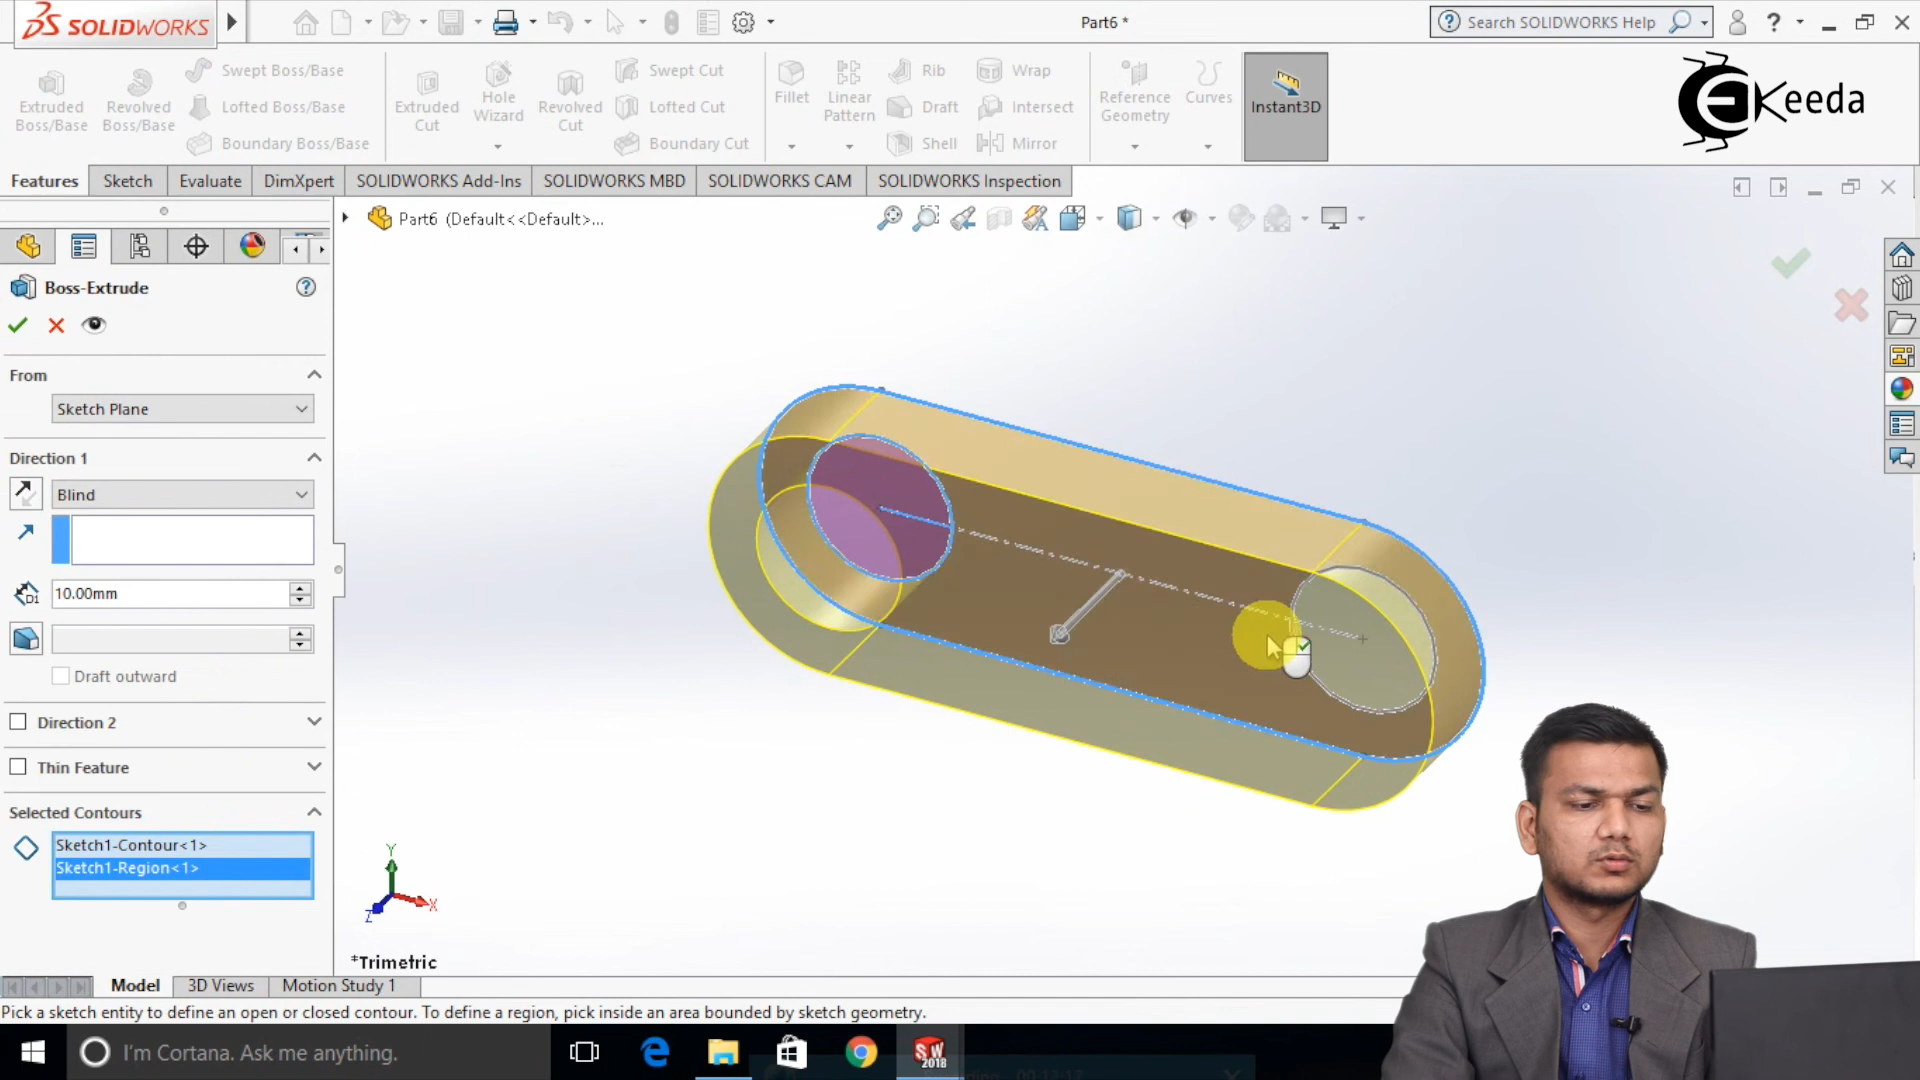 SOLIDWORKS
Part6 *
Search SOLIDWORKS Help
Extruded Boss/Base
Revolved Boss/Base
Swept Boss/Base
Lofted Boss/Base
Boundary Boss/Base
Extruded Cut
Hole Wizard
Revolved Cut
Swept Cut
Lofted Cut
Boundary Cut
Fillet
Linear Pattern
Rib
Draft
Shell
Wrap
Intersect
Mirror
Reference Geometry
Curves
Instant3D
EKeeda
Features
Sketch
Evaluate
DimXpert
SOLIDWORKS Add-Ins
SOLIDWORKS MBD
SOLIDWORKS CAM
SOLIDWORKS Inspection
Part6 (Default<<Default>...
Boss-Extrude
From
Sketch Plane
Direction 1
Blind
D1
10.00mm
Draft outward
Direction 2
Thin Feature
Selected Contours
Sketch1-Contour<1>
Sketch1-Region<1>
Y
X
Z
*Trimetric
Model
3D Views
Motion Study 1
Pick a sketch entity to define an open or closed contour. To define a region, pick inside an area bounded by sketch geometry.
I'm Cortana. Ask me anything.
SW
2018